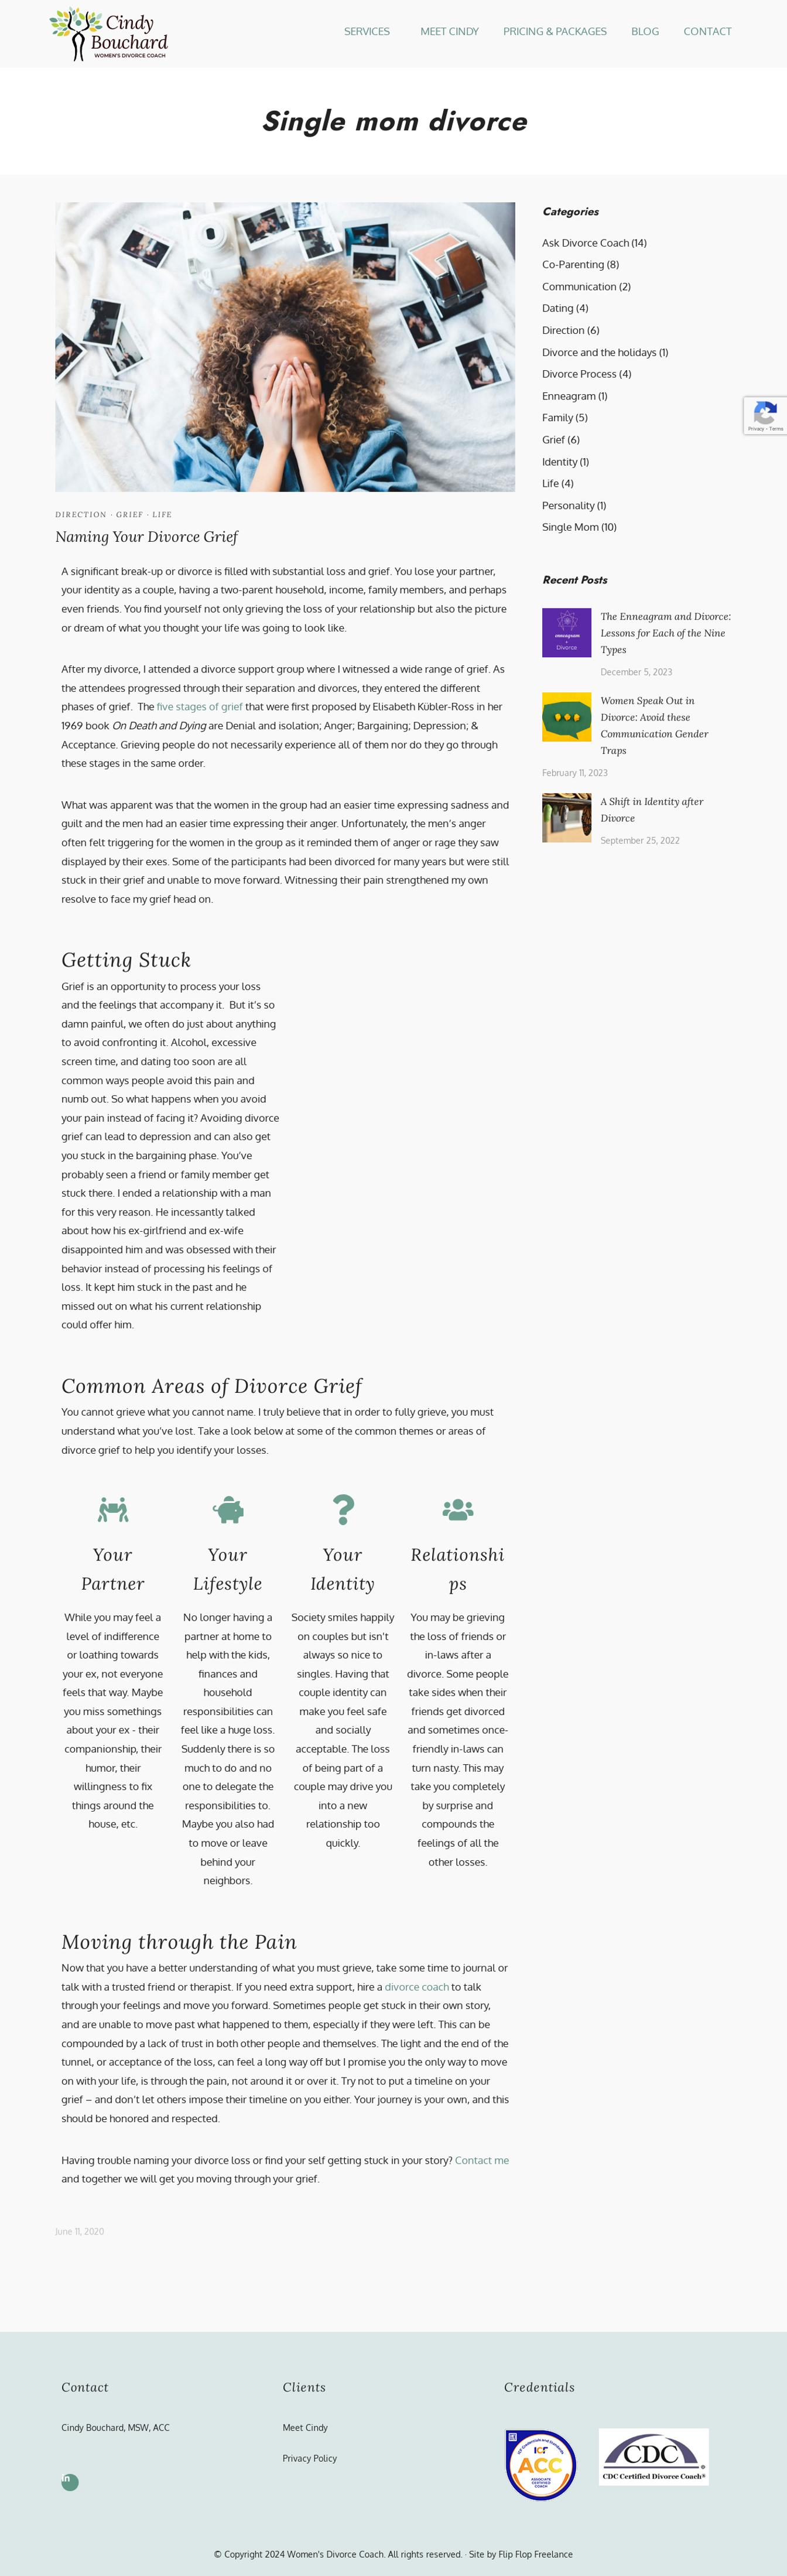 Cindy
Bouchard
WOMEN'S DIVORCE COACH
SERVICES
MEET CINDY
PRICING & PACKAGES
BLOG
CONTACT
Single mom divorce
DIRECTION · GRIEF · LIFE
Naming Your Divorce Grief
A significant break-up or divorce is filled with substantial loss and grief. You lose your partner,
your identity as a couple, having a two-parent household, income, family members, and perhaps
even friends. You find yourself not only grieving the loss of your relationship but also the picture
or dream of what you thought your life was going to look like.
After my divorce, I attended a divorce support group where I witnessed a wide range of grief. As
the attendees progressed through their separation and divorces, they entered the different
phases of grief.  The five stages of grief that were first proposed by Elisabeth Kübler-Ross in her
1969 book On Death and Dying are Denial and isolation; Anger; Bargaining; Depression; &
Acceptance. Grieving people do not necessarily experience all of them nor do they go through
these stages in the same order.
What was apparent was that the women in the group had an easier time expressing sadness and
guilt and the men had an easier time expressing their anger. Unfortunately, the men's anger
often felt triggering for the women in the group as it reminded them of anger or rage they saw
displayed by their exes. Some of the participants had been divorced for many years but were still
stuck in their grief and unable to move forward. Witnessing their pain strengthened my own
resolve to face my grief head on.
Getting Stuck
Grief is an opportunity to process your loss
and the feelings that accompany it.  But it's so
damn painful, we often do just about anything
to avoid confronting it. Alcohol, excessive
screen time, and dating too soon are all
common ways people avoid this pain and
numb out. So what happens when you avoid
your pain instead of facing it? Avoiding divorce
grief can lead to depression and can also get
you stuck in the bargaining phase. You've
probably seen a friend or family member get
stuck there. I ended a relationship with a man
for this very reason. He incessantly talked
about how his ex-girlfriend and ex-wife
disappointed him and was obsessed with their
behavior instead of processing his feelings of
loss. It kept him stuck in the past and he
missed out on what his current relationship
could offer him.
Common Areas of Divorce Grief
You cannot grieve what you cannot name. I truly believe that in order to fully grieve, you must
understand what you've lost. Take a look below at some of the common themes or areas of
divorce grief to help you identify your losses.
Your
Partner
While you may feel a
level of indifference
or loathing towards
your ex, not everyone
feels that way. Maybe
you miss somethings
about your ex - their
companionship, their
humor, their
willingness to fix
things around the
house, etc.
Your
Lifestyle
No longer having a
partner at home to
help with the kids,
finances and
household
responsibilities can
feel like a huge loss.
Suddenly there is so
much to do and no
one to delegate the
responsibilities to.
Maybe you also had
to move or leave
behind your
neighbors.
Your
Identity
Society smiles happily
on couples but isn't
always so nice to
singles. Having that
couple identity can
make you feel safe
and socially
acceptable. The loss
of being part of a
couple may drive you
into a new
relationship too
quickly.
Relationshi
ps
You may be grieving
the loss of friends or
in-laws after a
divorce. Some people
take sides when their
friends get divorced
and sometimes once-
friendly in-laws can
turn nasty. This may
take you completely
by surprise and
compounds the
feelings of all the
other losses.
Moving through the Pain
Now that you have a better understanding of what you must grieve, take some time to journal or
talk with a trusted friend or therapist. If you need extra support, hire a divorce coach to talk
through your feelings and move you forward. Sometimes people get stuck in their own story,
and are unable to move past what happened to them, especially if they were left. This can be
compounded by a lack of trust in both other people and themselves. The light and the end of the
tunnel, or acceptance of the loss, can feel a long way off but I promise you the only way to move
on with your life, is through the pain, not around it or over it. Try not to put a timeline on your
grief – and don't let others impose their timeline on you either. Your journey is your own, and this
should be honored and respected.
Having trouble naming your divorce loss or find your self getting stuck in your story? Contact me
and together we will get you moving through your grief.
June 11, 2020
Categories
Ask Divorce Coach (14)
Co-Parenting (8)
Communication (2)
Dating (4)
Direction (6)
Divorce and the holidays (1)
Divorce Process (4)
Enneagram (1)
Family (5)
Grief (6)
Identity (1)
Life (4)
Personality (1)
Single Mom (10)
Privacy - Terms
Recent Posts
enneagram
+
Divorce
The Enneagram and Divorce:
Lessons for Each of the Nine
Types
December 5, 2023
Women Speak Out in
Divorce: Avoid these
Communication Gender
Traps
February 11, 2023
A Shift in Identity after
Divorce
September 25, 2022
Contact
Cindy Bouchard, MSW, ACC
in
Clients
Meet Cindy
Privacy Policy
Credentials
ICF
ACC
ASSOCIATE
CERTIFIED
COACH
CDC®
CDC Certified Divorce Coach®
© Copyright 2024 Women's Divorce Coach. All rights reserved. · Site by Flip Flop Freelance